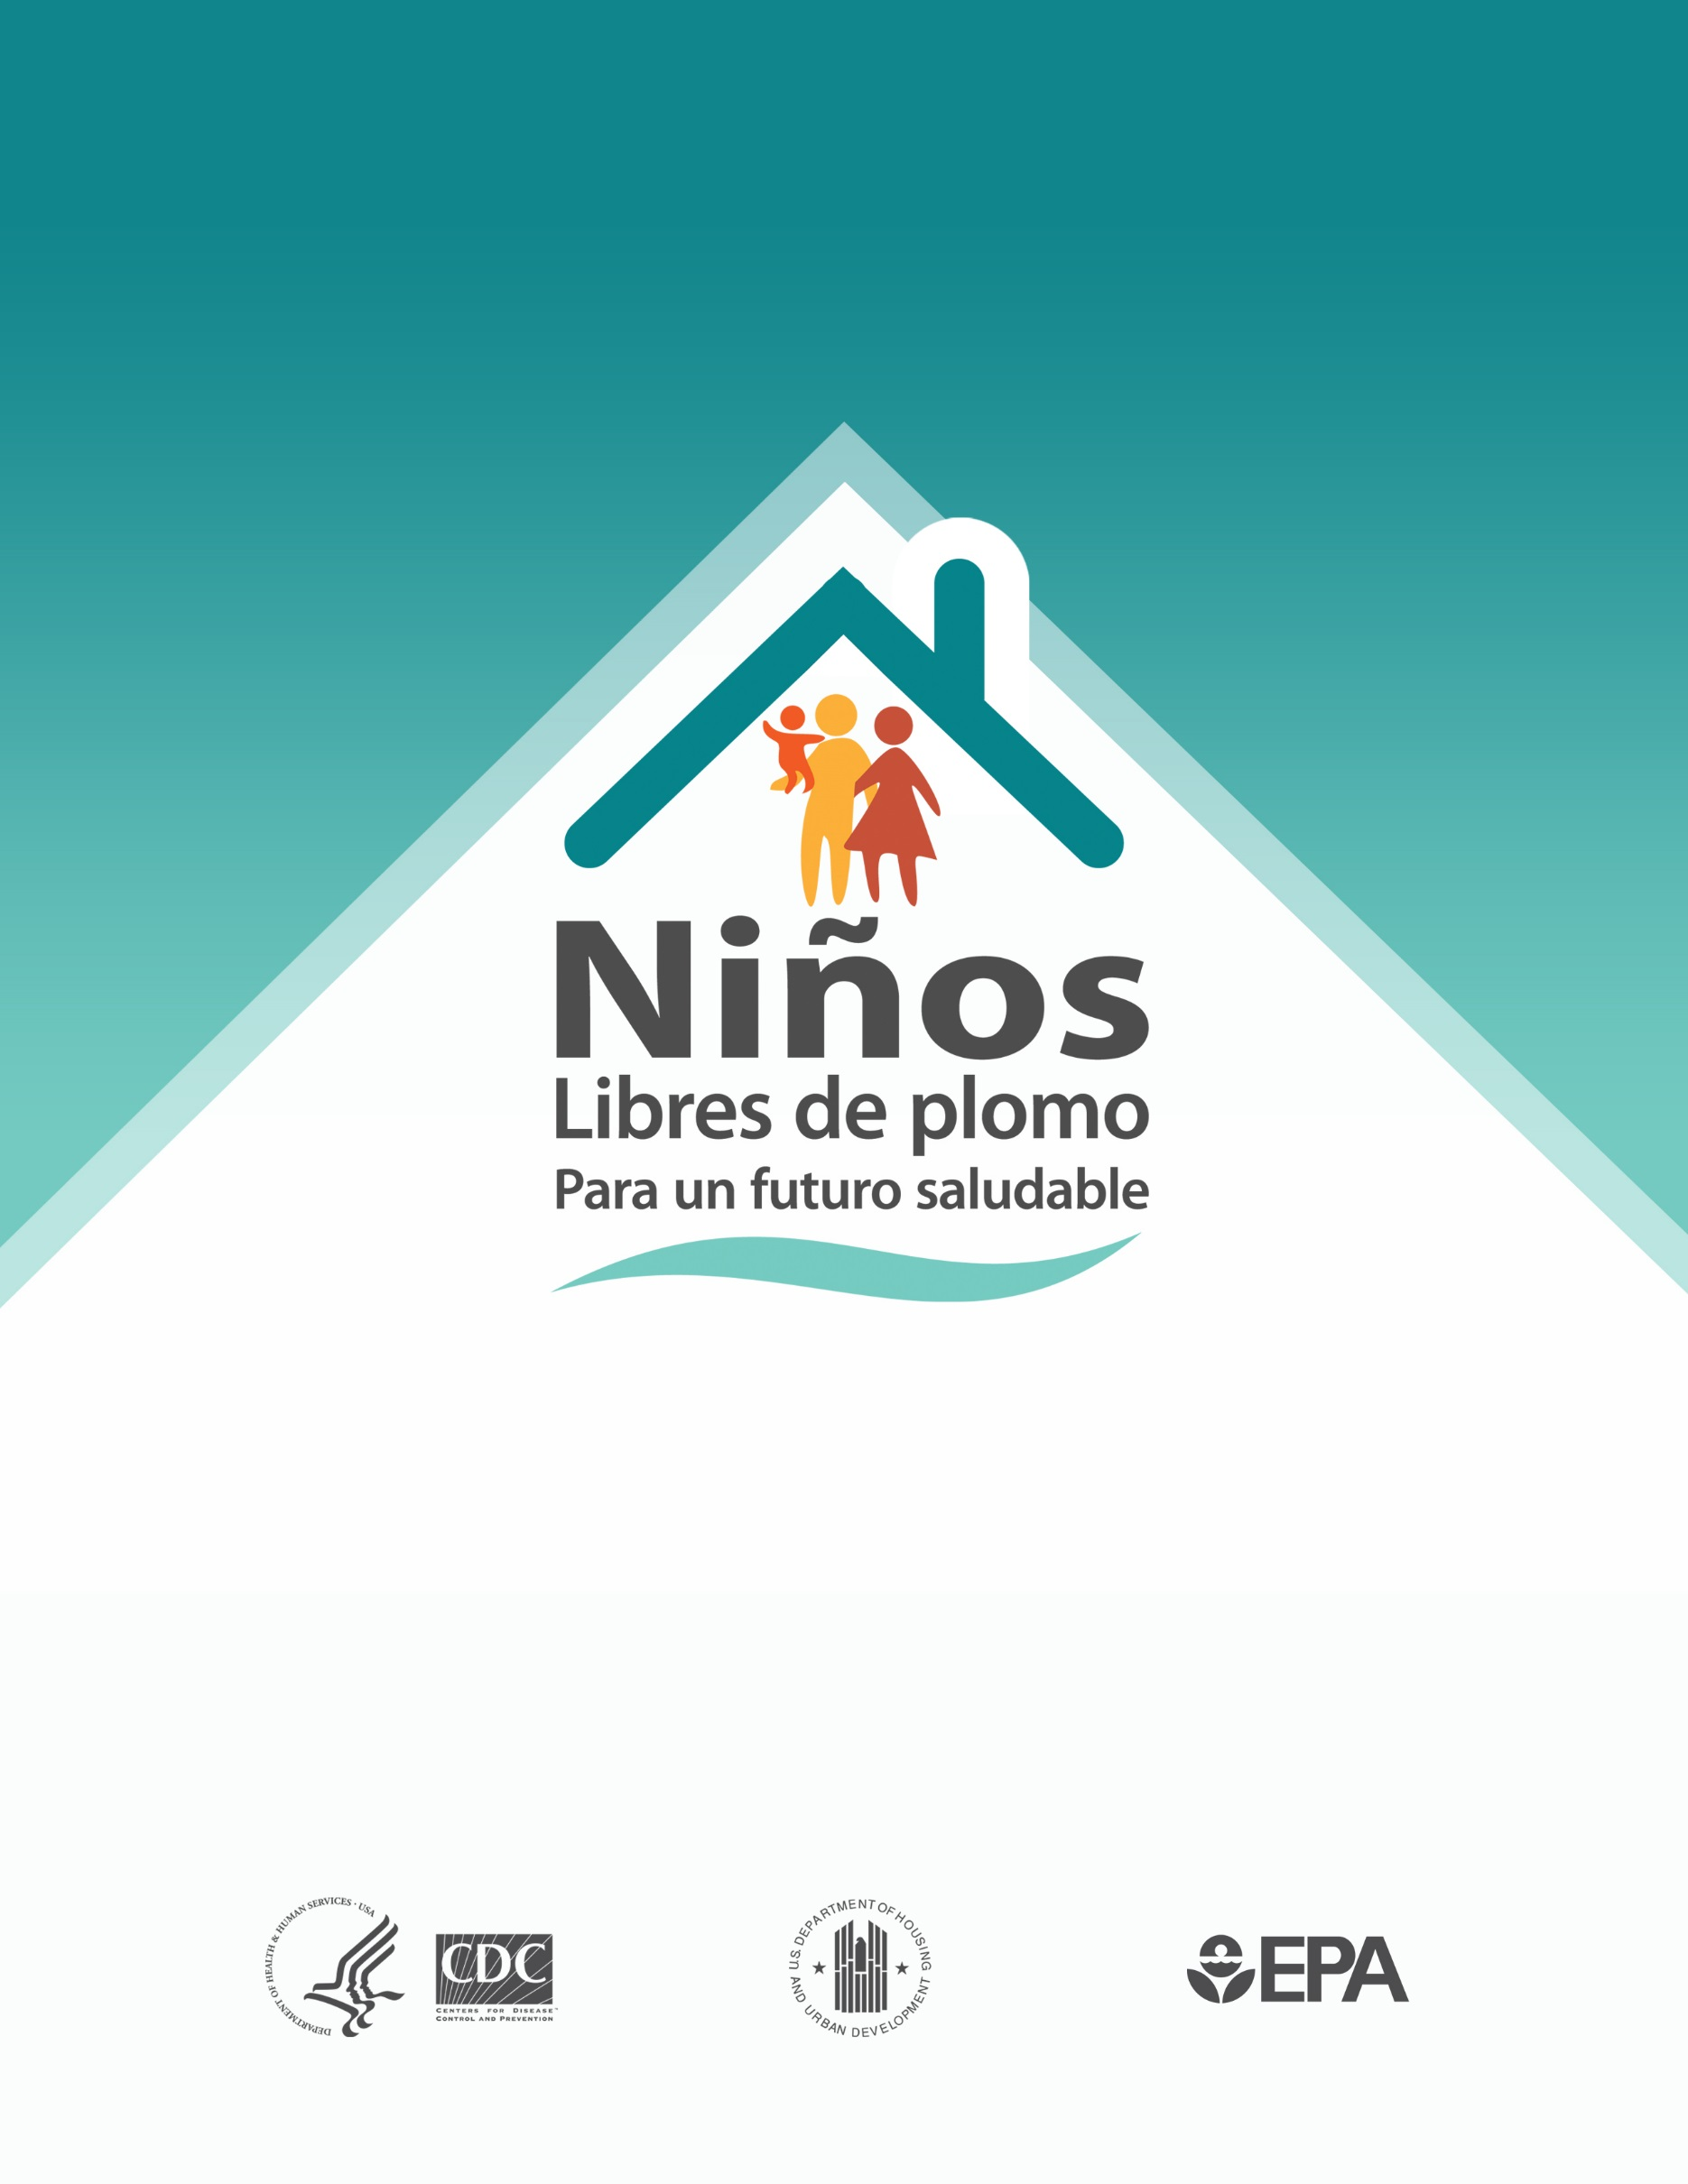 Niños
Libres de plomo
Para un futuro saludable
DEPARTMENT OF HEALTH & HUMAN SERVICES · USA
CDC
CENTERS FOR DISEASE™
CONTROL AND PREVENTION
U.S. DEPARTMENT OF HOUSING
AND URBAN DEVELOPMENT
EPA